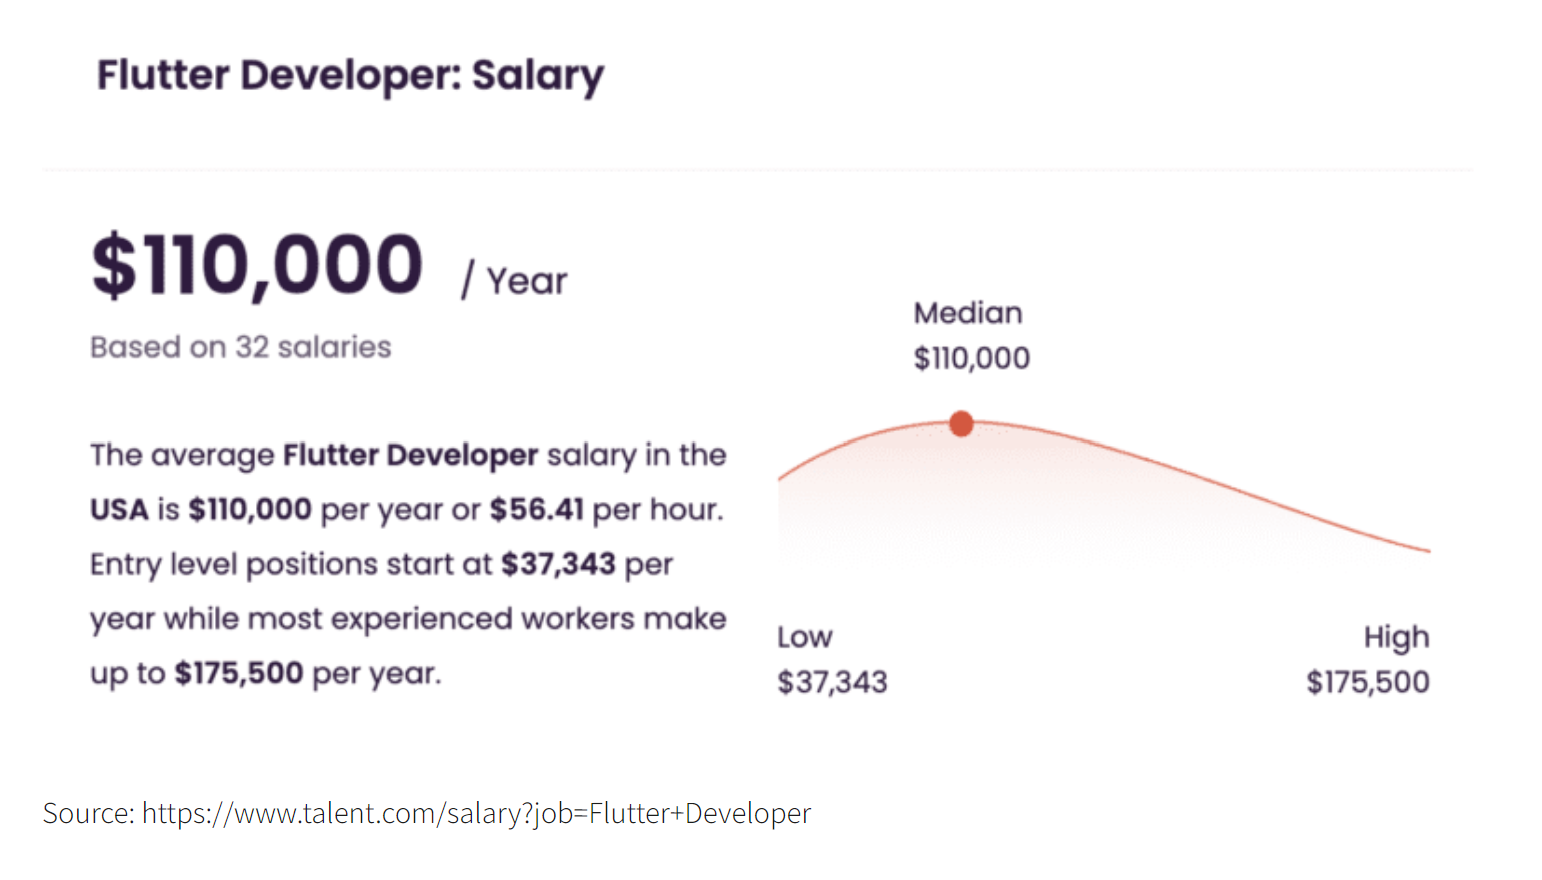 Flutter Developer: Salary
$110,000 / Year
Based on 32 salaries
The average Flutter Developer salary in the
USA is $110,000 per year or $56.41 per hour.
Entry level positions start at $37,343 per
year while most experienced workers make
up to $175,500 per year.
Median
$110,000
Low
$37,343
High
$175,500
Source: https://www.talent.com/salary?job=Flutter+Developer